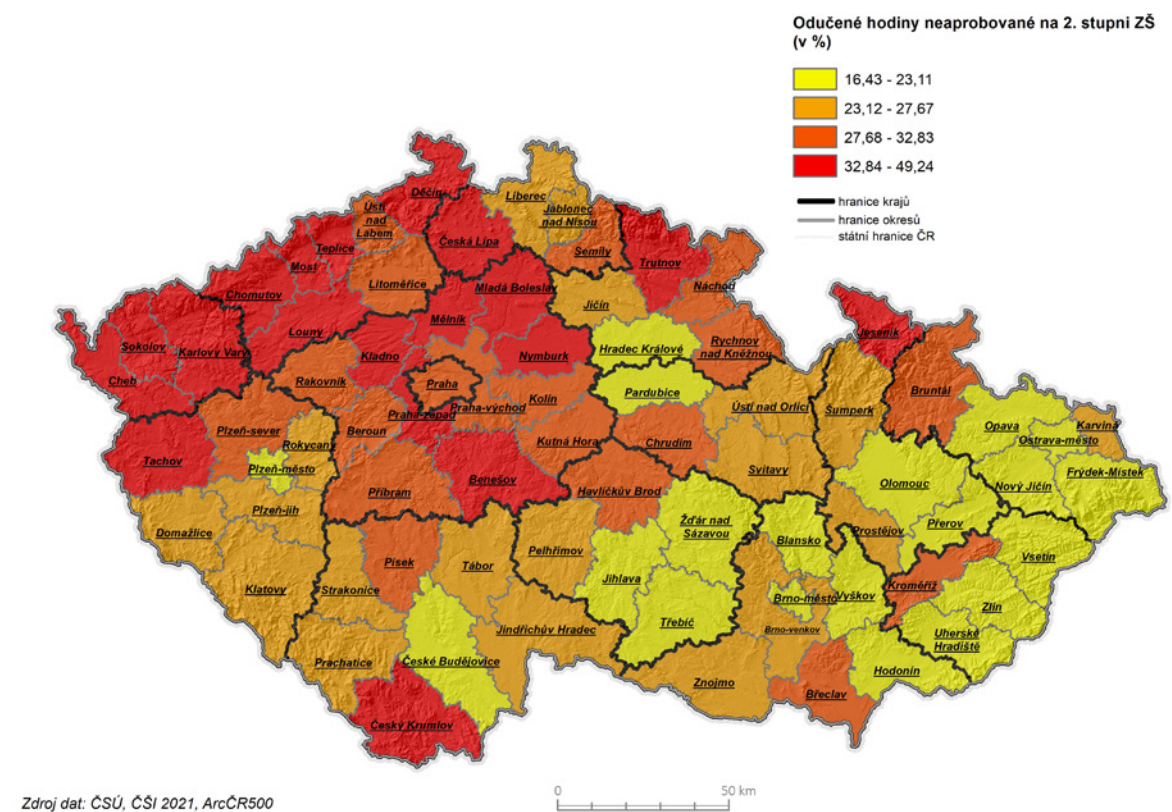 Odučené hodiny neaprobované na 2. stupni ZŠ
(v %)
16,43 - 23,11
23,12 - 27,67
27,68 - 32,83
32,84 - 49,24
hranice krajů
hranice okresů
státní hranice ČR
Děčín
Liberec
Ústí
nad
Labem
Jablonec
nad Nisou
Teplice
Česká Lípa
Semily
Trutnov
Most
Litoměřice
Náchod
Chomutov
Mladá Boleslav
Jičín
Mělník
Louny
Jeseník
Sokolov
Karlovy Vary
Kladno
Nymburk
Hradec Králové
Rychnov
nad Kněžnou
Cheb
Rakovník
Praha
Bruntál
Pardubice
Kolín
Praha-západ
Praha-východ
Ústí nad Orlicí
Šumperk
Plzeň-sever
Beroun
Opava
Karviná
Rokycany
Kutná Hora
Chrudim
Ostrava-město
Tachov
Plzeň-město
Svitavy
Frýdek-Místek
Benešov
Olomouc
Nový Jičín
Příbram
Havlíčkův Brod
Plzeň-jih
Žďár nad
Sázavou
Prostějov
Přerov
Domažlice
Blansko
Pelhřimov
Vsetín
Písek
Tábor
Jihlava
Kroměříž
Klatovy
Strakonice
Brno-město
Vyškov
Zlín
Třebíč
Jindřichův Hradec
Brno-venkov
Uherské
Hradiště
Prachatice
České Budějovice
Hodonín
Znojmo
Břeclav
Český Krumlov
0 50 km
Zdroj dat: ČSÚ, ČŠI 2021, ArcČR500